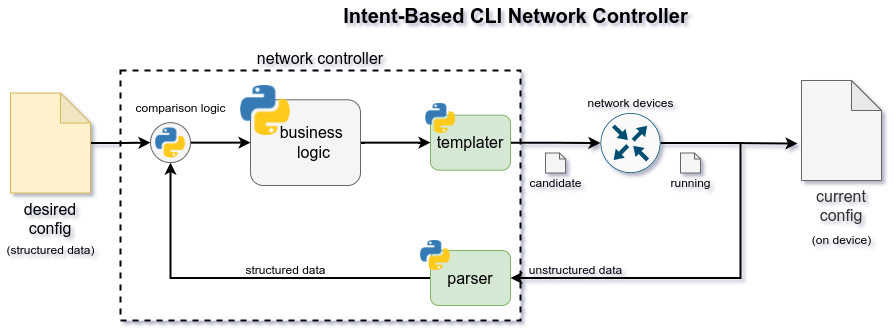 Intent-Based CLI Network Controller
network controller
comparison logic
business
logic
templater
network devices
candidate
running
desired
config
(structured data)
current
config
(on device)
structured data
parser
unstructured data